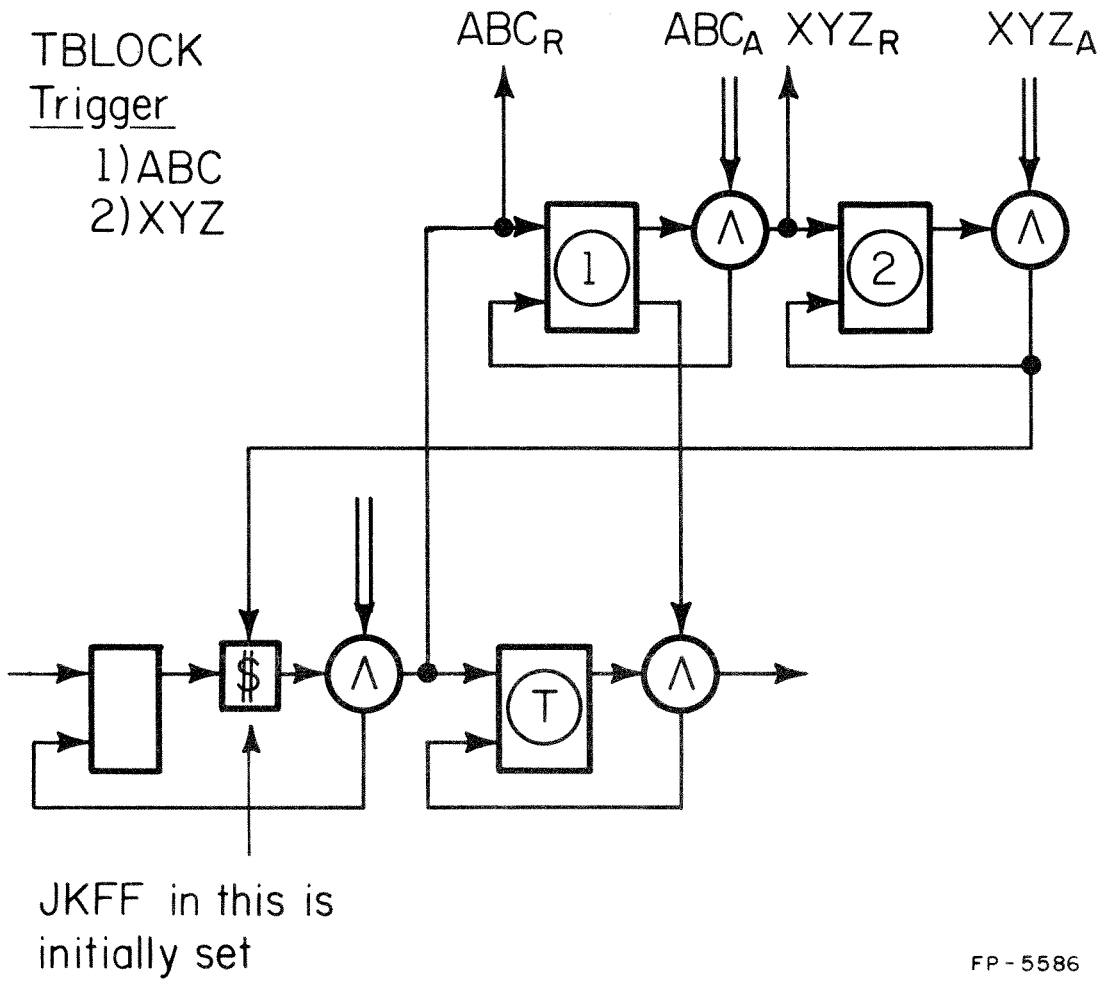 TBLOCK
Trigger
1) ABC
2) XYZ
ABC_R
ABC_A
XYZ_R
XYZ_A
1
Λ
2
Λ
$
Λ
T
Λ
JKFF in this is
initially set
FP-5586